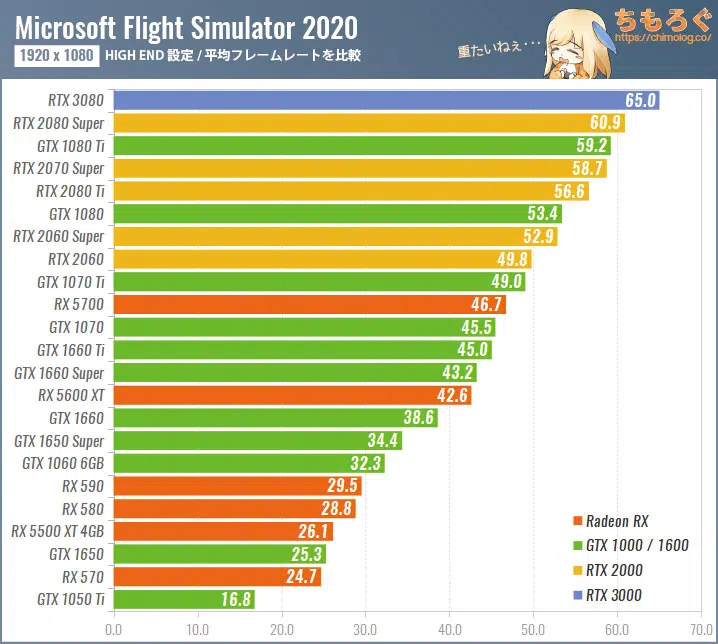 Microsoft Flight Simulator 2020
1920 x 1080 HIGH END 設定 / 平均フレームレートを比較
重たいねぇ・・・
ちもろぐ
https://chimolog.co/
RTX 3080 65.0
RTX 2080 Super 60.9
GTX 1080 Ti 59.2
RTX 2070 Super 58.7
RTX 2080 Ti 56.6
GTX 1080 53.4
RTX 2060 Super 52.9
RTX 2060 49.8
GTX 1070 Ti 49.0
RX 5700 46.7
GTX 1070 45.5
GTX 1660 Ti 45.0
GTX 1660 Super 43.2
RX 5600 XT 42.6
GTX 1660 38.6
GTX 1650 Super 34.4
GTX 1060 6GB 32.3
RX 590 29.5
RX 580 28.8
RX 5500 XT 4GB 26.1
GTX 1650 25.3
RX 570 24.7
GTX 1050 Ti 16.8
Radeon RX
GTX 1000 / 1600
RTX 2000
RTX 3000
0.0 10.0 20.0 30.0 40.0 50.0 60.0 70.0